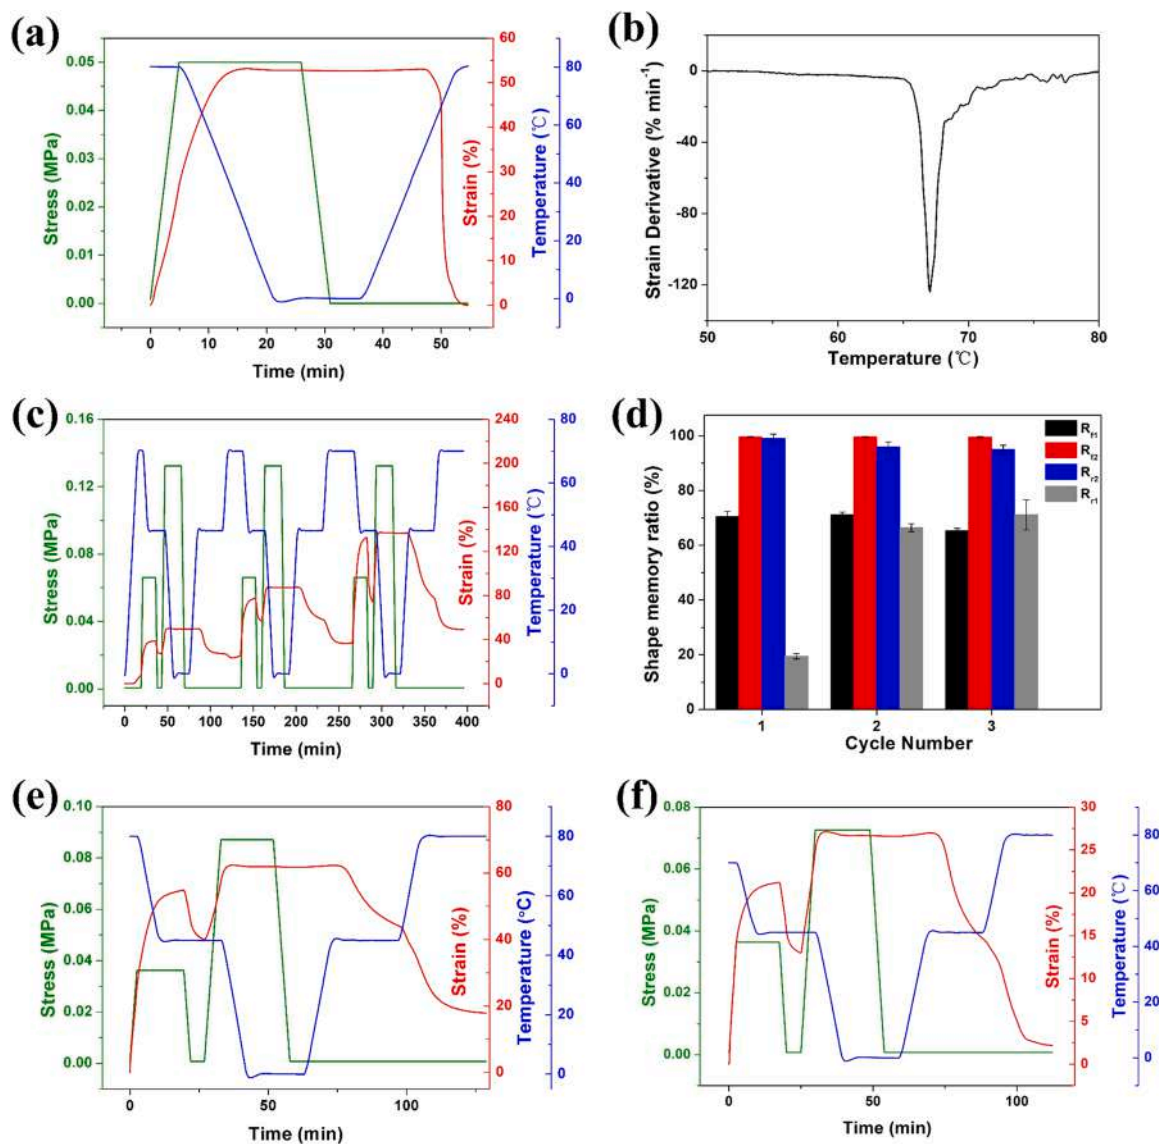 (a)
Stress (MPa)
0.05
0.04
0.03
0.02
0.01
0.00
0 10 20 30 40 50
Time (min)
Strain (%)
60
50
40
30
20
10
0
Temperature (℃)
80
60
40
20
0
(b)
Strain Derivative (% min⁻¹)
0
-40
-80
-120
50 60 70 80
Temperature (℃)
(c)
Stress (MPa)
0.16
0.12
0.08
0.04
0.00
0 50 100 150 200 250 300 350 400
Time (min)
Strain (%)
240
200
160
120
80
40
0
Temperature (℃)
80
60
40
20
0
(d)
Shape memory ratio (%)
100
80
60
40
20
0
1 2 3
Cycle Number
R_f1
R_f2
R_r2
R_r1
(e)
Stress (MPa)
0.10
0.08
0.06
0.04
0.02
0.00
0 50 100
Time (min)
Strain (%)
80
60
40
20
0
Temperature (°C)
80
60
40
20
0
(f)
Stress (MPa)
0.08
0.06
0.04
0.02
0.00
0 50 100
Time (min)
Strain (%)
30
25
20
15
10
5
0
Temperature (℃)
80
60
40
20
0